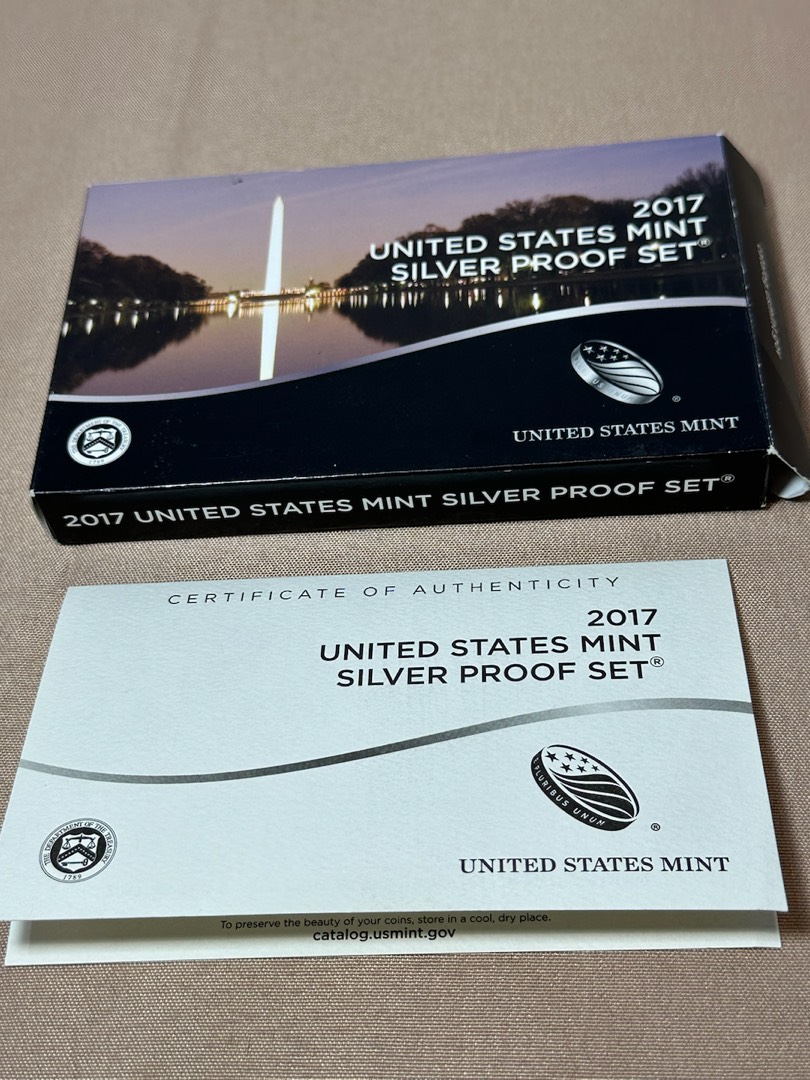 2017
UNITED STATES MINT
SILVER PROOF SET®
®
UNITED STATES MINT
1789
2017 UNITED STATES MINT SILVER PROOF SET®
CERTIFICATE OF AUTHENTICITY
2017
UNITED STATES MINT
SILVER PROOF SET®
E PLURIBUS UNUM
®
THE DEPARTMENT OF THE TREASURY
1789
UNITED STATES MINT
To preserve the beauty of your coins, store in a cool, dry place.
catalog.usmint.gov